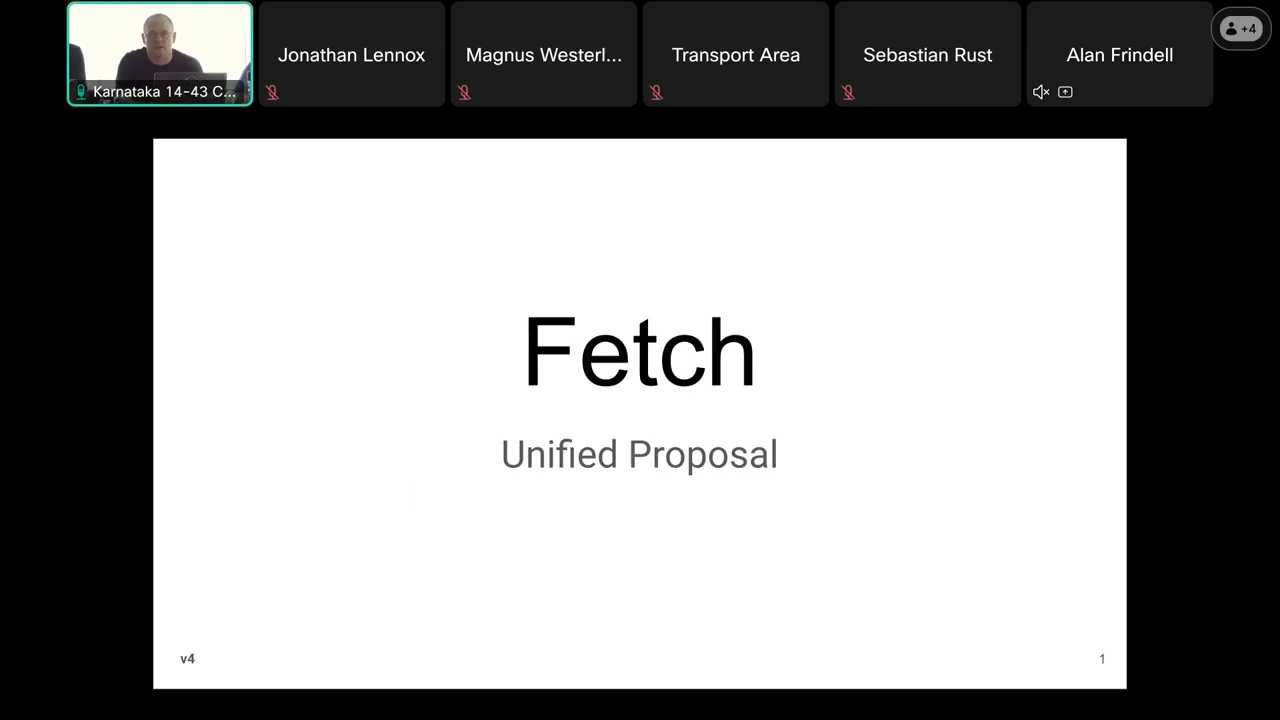 Karnataka 14-43 C...
Jonathan Lennox
Magnus Westerl...
Transport Area
Sebastian Rust
Alan Frindell
+4
Fetch
Unified Proposal
v4
1